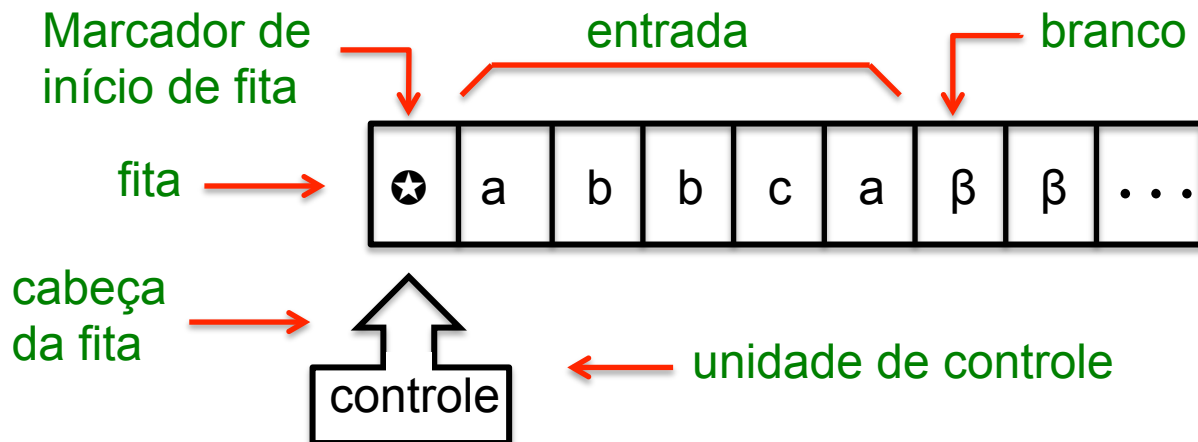 Marcador de
início de fita
entrada
branco
fita
✪ a b b c a β β ...
cabeça
da fita
controle
unidade de controle